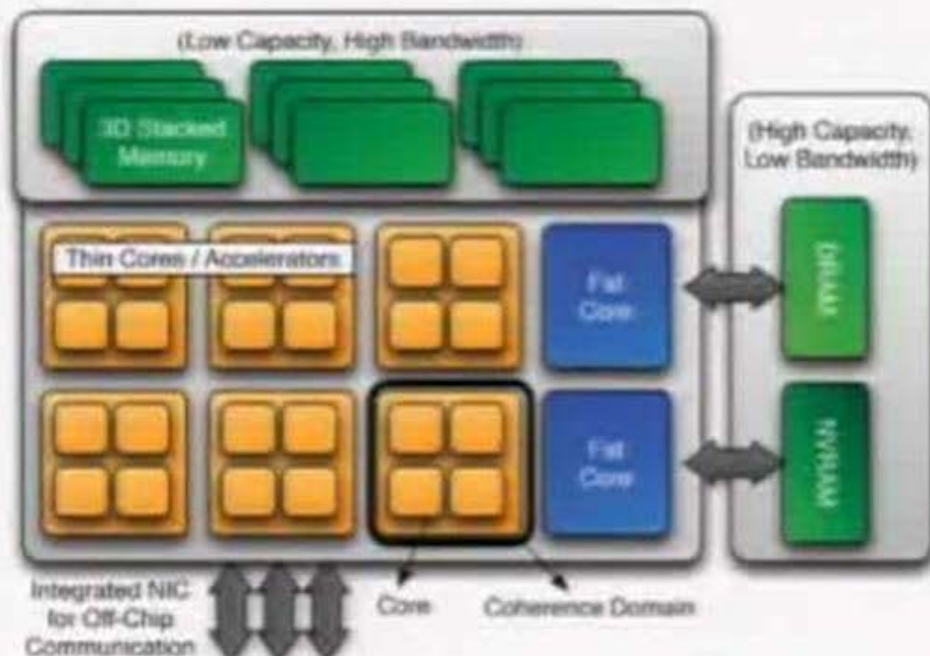 (Low Capacity, High Bandwidth)
3D Stacked
Memory
(High Capacity,
Low Bandwidth)
Thin Cores / Accelerators
Fat
Core
DRAM
Fat
Core
NVRAM
Integrated NIC
for Off-Chip
Communication
Core
Coherence Domain